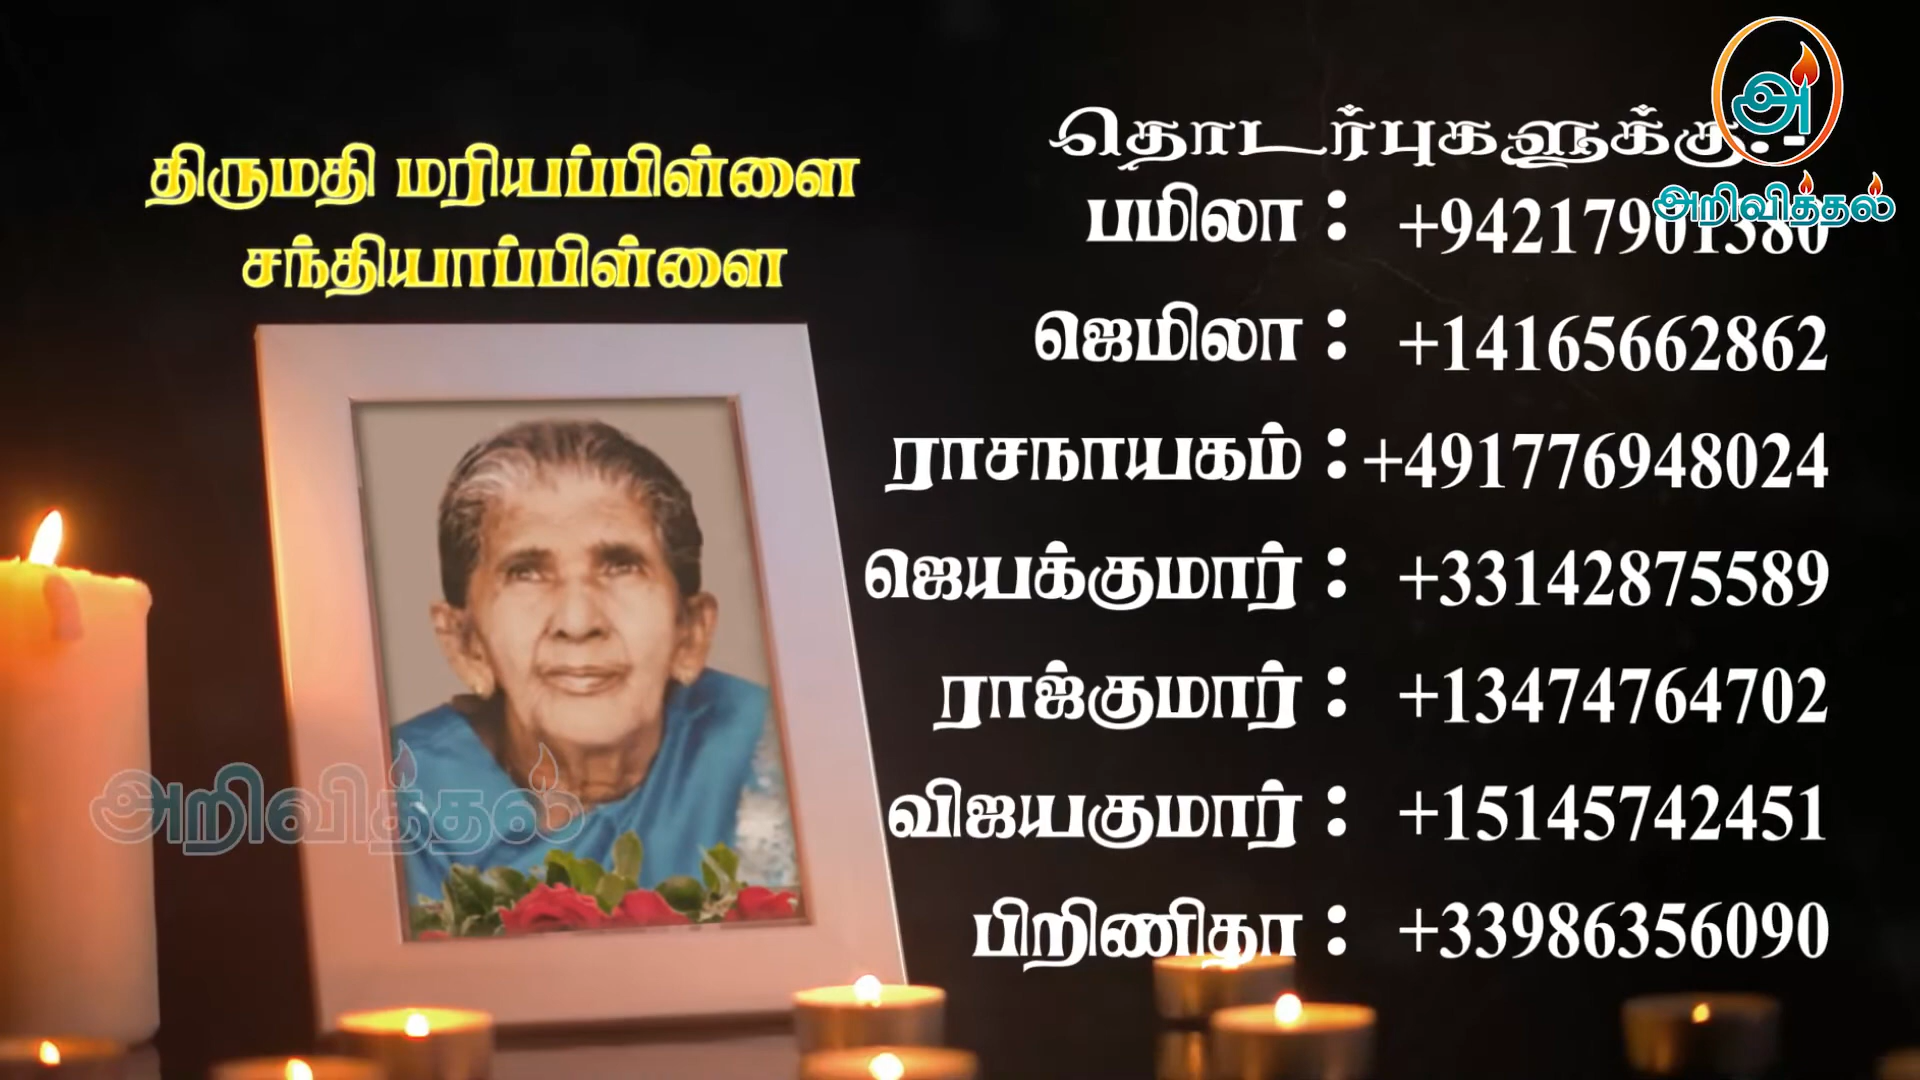 திருமதி மரியப்பிள்ளை
சந்தியாப்பிள்ளை
தொடர்புகளுக்கு:-
பமிலா : +94217901380
ஜெமிலா : +14165662862
ராசநாயகம் : +491776948024
ஜெயக்குமார் : +33142875589
ராஜ்குமார் : +13474764702
விஜயகுமார் : +15145742451
பிறிணிதா : +33986356090
அ
அறிவித்தல்
அறிவித்தல்